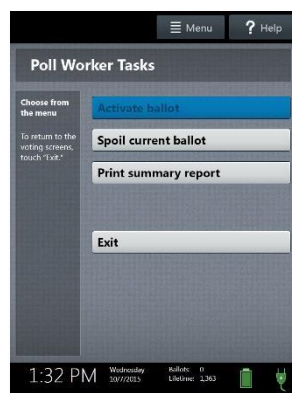 Menu
? Help
Poll Worker Tasks
Choose from
the menu
To return to the
voting screens,
touch "Exit."
Activate ballot
Spoil current ballot
Print summary report
Exit
1:32 PM
Wednesday
10/7/2015
Ballots: 0
Lifetime: 1,363